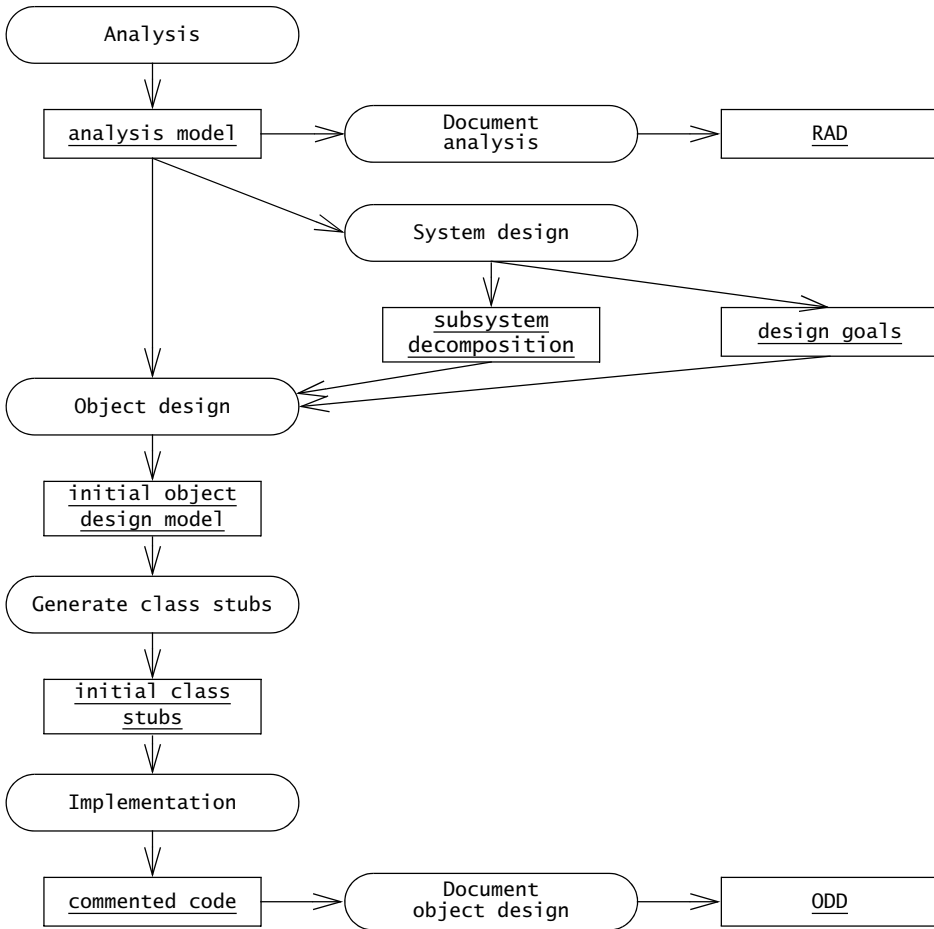 Analysis
analysis model
Document
analysis
RAD
System design
subsystem
decomposition
design goals
Object design
initial object
design model
Generate class stubs
initial class
stubs
Implementation
commented code
Document
object design
ODD